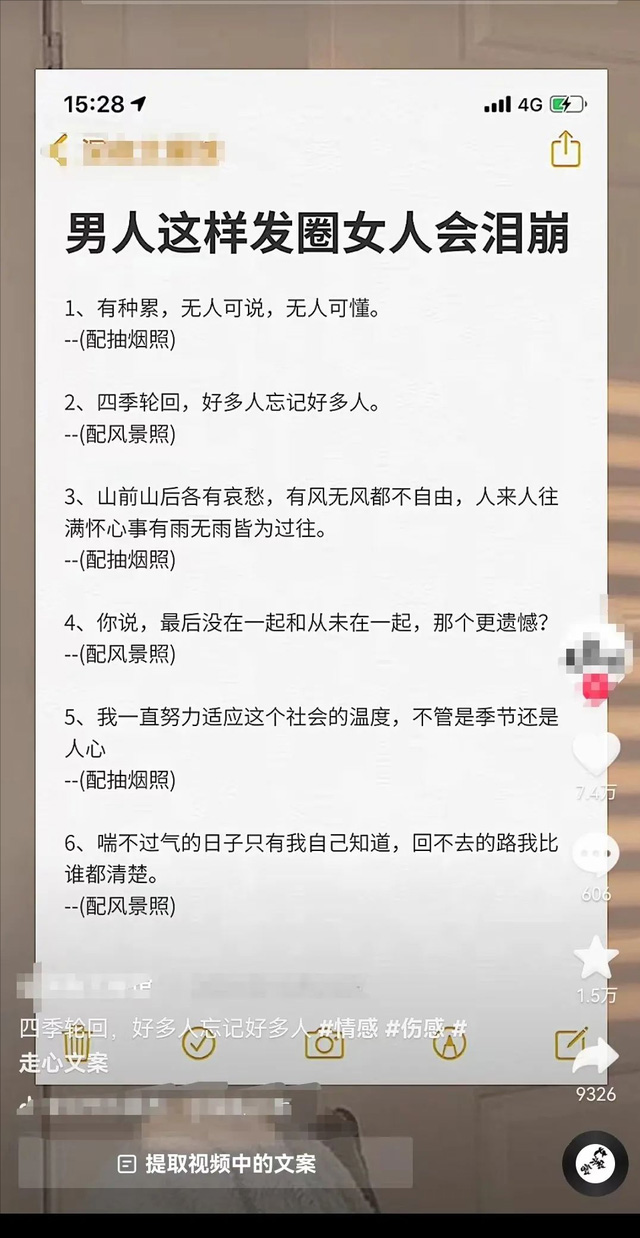 15:28
4G
男人这样发圈女人会泪崩
1、有种累，无人可说，无人可懂。
--(配抽烟照)
2、四季轮回，好多人忘记好多人。
--(配风景照)
3、山前山后各有哀愁，有风无风都不自由，人来人往
满怀心事有雨无雨皆为过往。
--(配抽烟照)
4、你说，最后没在一起和从未在一起，那个更遗憾？
--(配风景照)
5、我一直努力适应这个社会的温度，不管是季节还是
人心
--(配抽烟照)
6、喘不过气的日子只有我自己知道，回不去的路我比
谁都清楚。
--(配风景照)
7.4万
606
1.5万
四季轮回，好多人忘记好多人 #情感 #伤感 #
走心文案
9326
提取视频中的文案